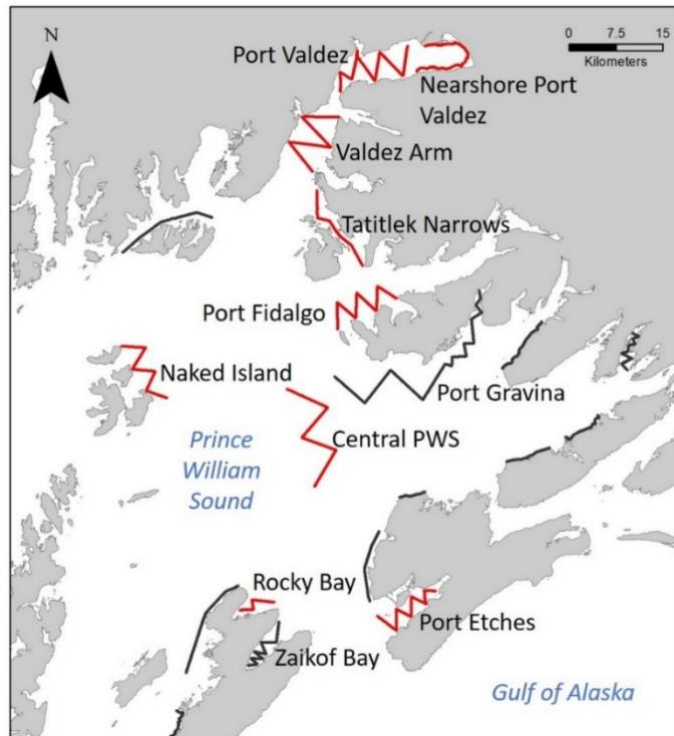 N
0 7.5 15
Kilometers
Port Valdez
Nearshore Port
Valdez
Valdez Arm
Tatitlek Narrows
Port Fidalgo
Naked Island
Port Gravina
Prince
William
Sound
Central PWS
Rocky Bay
Port Etches
Zaikof Bay
Gulf of Alaska